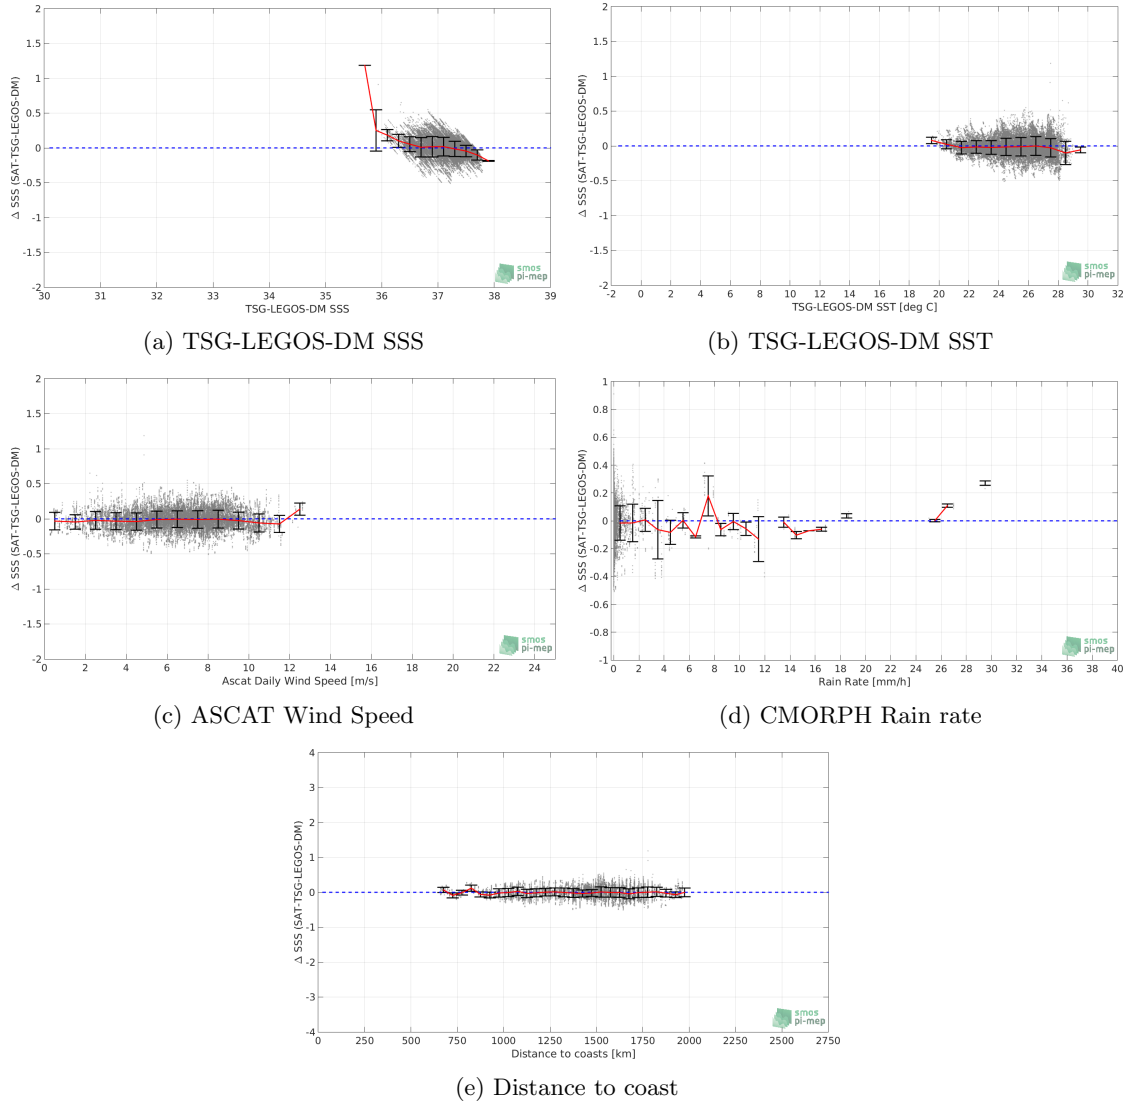 2
1.5
1
0.5
0
-0.5
-1
-1.5
-2
Δ SSS (SAT-TSG-LEGOS-DM)
30 31 32 33 34 35 36 37 38 39
TSG-LEGOS-DM SSS
smos
pi-mep
(a) TSG-LEGOS-DM SSS
2
1.5
1
0.5
0
-0.5
-1
-1.5
-2
Δ SSS (SAT-TSG-LEGOS-DM)
-2 0 2 4 6 8 10 12 14 16 18 20 22 24 26 28 30 32
TSG-LEGOS-DM SST [deg C]
smos
pi-mep
(b) TSG-LEGOS-DM SST
2
1.5
1
0.5
0
-0.5
-1
-1.5
-2
Δ SSS (SAT-TSG-LEGOS-DM)
0 2 4 6 8 10 12 14 16 18 20 22 24
Ascat Daily Wind Speed [m/s]
smos
pi-mep
(c) ASCAT Wind Speed
1
0.8
0.6
0.4
0.2
0
-0.2
-0.4
-0.6
-0.8
-1
Δ SSS (SAT-TSG-LEGOS-DM)
0 2 4 6 8 10 12 14 16 18 20 22 24 26 28 30 32 34 36 38 40
Rain Rate [mm/h]
smos
pi-mep
(d) CMORPH Rain rate
4
3
2
1
0
-1
-2
-3
-4
Δ SSS (SAT-TSG-LEGOS-DM)
0 250 500 750 1000 1250 1500 1750 2000 2250 2500 2750
Distance to coasts [km]
smos
pi-mep
(e) Distance to coast